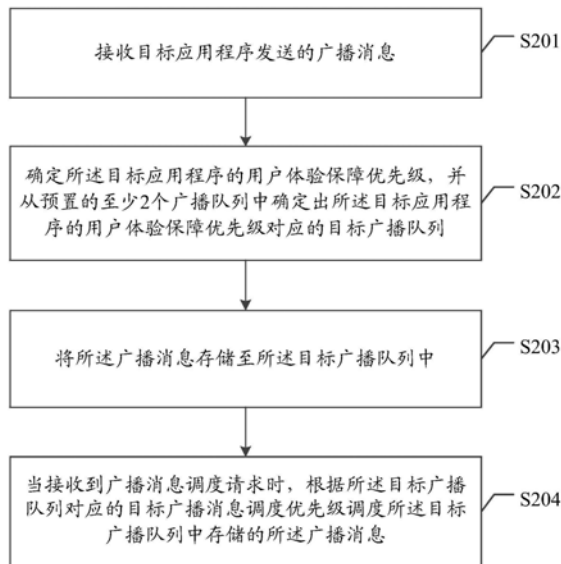 接收目标应用程序发送的广播消息
S201
确定所述目标应用程序的用户体验保障优先级，并
从预置的至少2个广播队列中确定出所述目标应用程
序的用户体验保障优先级对应的目标广播队列
S202
将所述广播消息存储至所述目标广播队列中
S203
当接收到广播消息调度请求时，根据所述目标广播
队列对应的目标广播消息调度优先级调度所述目标
广播队列中存储的所述广播消息
S204